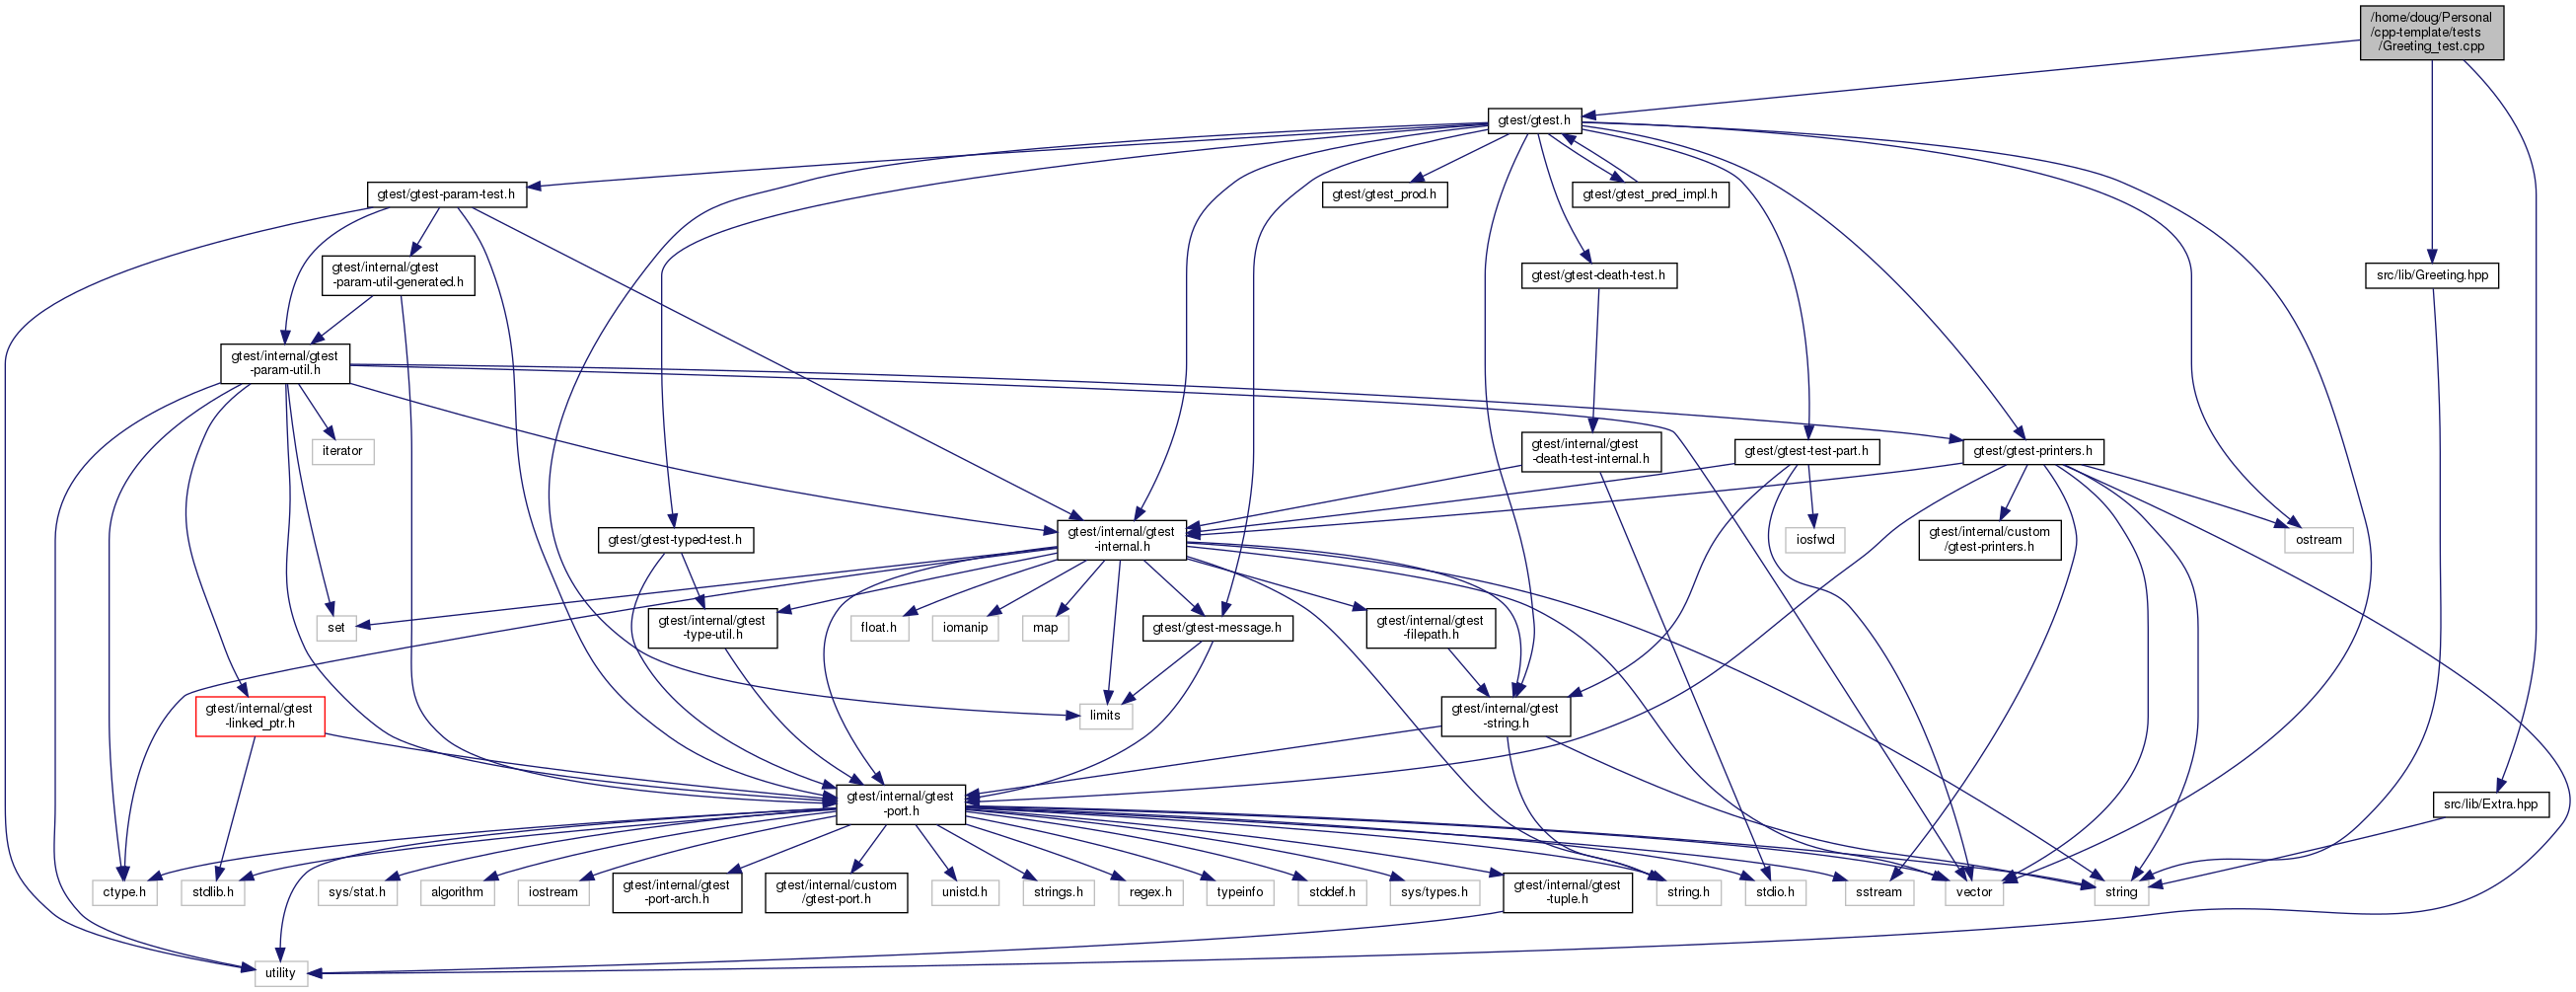 /home/doug/Personal
/cpp-template/tests
/Greeting_test.cpp
gtest/gtest.h
gtest/gtest-param-test.h
gtest/gtest_prod.h
gtest/gtest_pred_impl.h
gtest/internal/gtest
-param-util-generated.h
gtest/gtest-death-test.h
src/lib/Greeting.hpp
gtest/internal/gtest
-param-util.h
iterator
gtest/internal/gtest
-death-test-internal.h
gtest/gtest-test-part.h
gtest/gtest-printers.h
gtest/gtest-typed-test.h
gtest/internal/gtest
-internal.h
iosfwd
gtest/internal/custom
/gtest-printers.h
ostream
set
gtest/internal/gtest
-type-util.h
float.h
iomanip
map
gtest/gtest-message.h
gtest/internal/gtest
-filepath.h
gtest/internal/gtest
-linked_ptr.h
limits
gtest/internal/gtest
-string.h
gtest/internal/gtest
-port.h
src/lib/Extra.hpp
ctype.h
stdlib.h
sys/stat.h
algorithm
iostream
gtest/internal/gtest
-port-arch.h
gtest/internal/custom
/gtest-port.h
unistd.h
strings.h
regex.h
typeinfo
stddef.h
sys/types.h
gtest/internal/gtest
-tuple.h
string.h
stdio.h
sstream
vector
string
utility